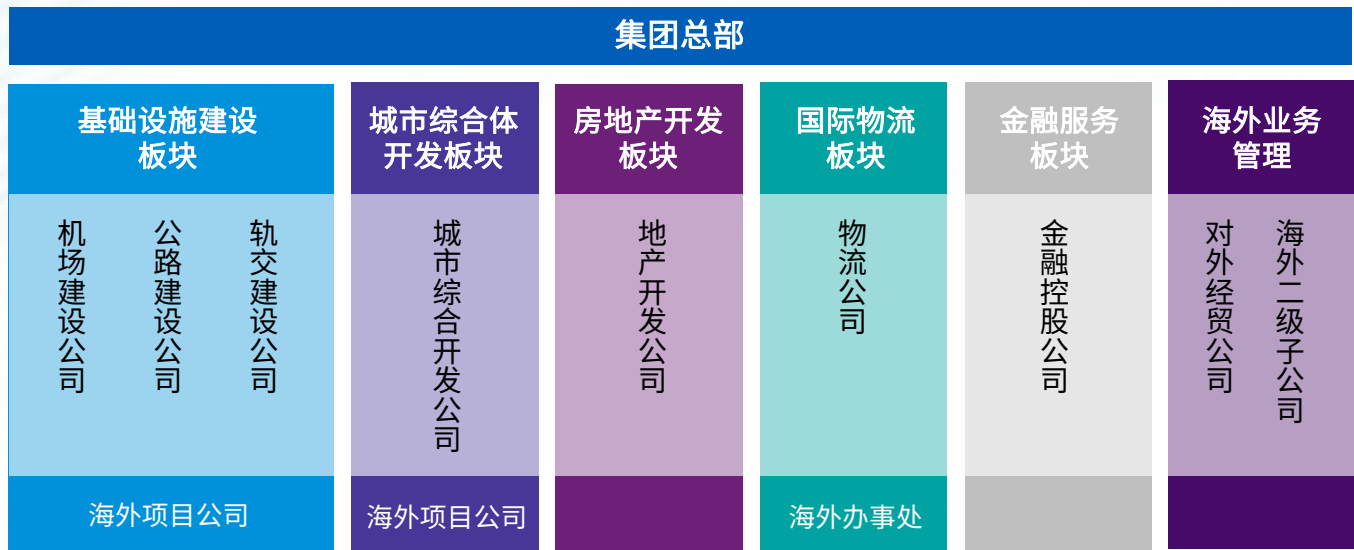 集团总部
基础设施建设
板块
城市综合体
开发板块
房地产开发
板块
国际物流
板块
金融服务
板块
海外业务
管理
机场建设公司
公路建设公司
轨交建设公司
城市综合开发公司
地产开发公司
物流公司
金融控股公司
对外经贸公司
海外二级子公司
海外项目公司
海外项目公司
海外办事处